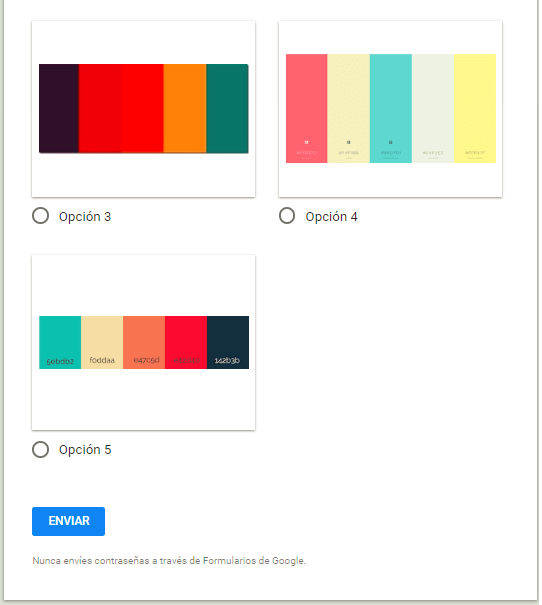 Opción 3
Opción 4
5ebdb2
f0ddaa
e47c5d
142b3b
Opción 5
ENVIAR
Nunca envíes contraseñas a través de Formularios de Google.